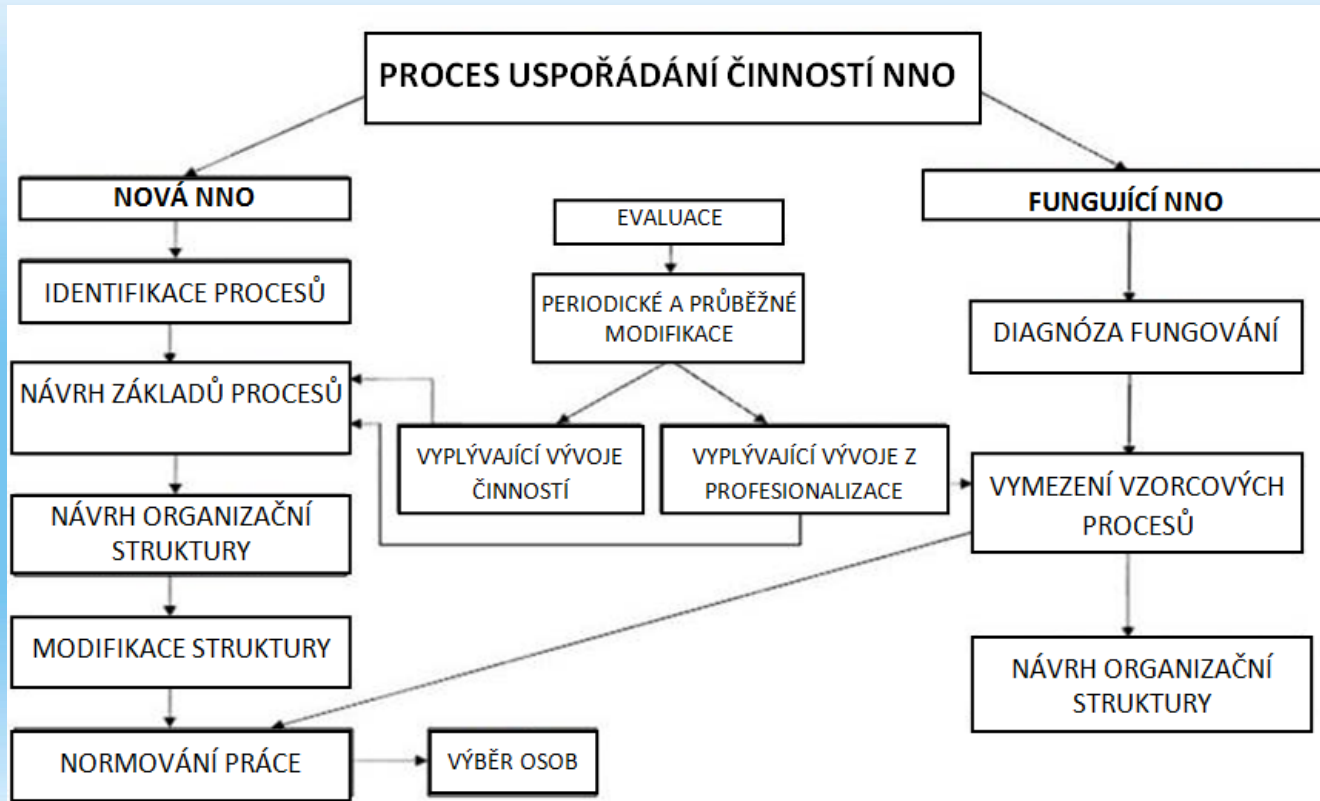 PROCES USPOŘÁDÁNÍ ČINNOSTÍ NNO
NOVÁ NNO
IDENTIFIKACE PROCESŮ
NÁVRH ZÁKLADŮ PROCESŮ
NÁVRH ORGANIZAČNÍ
STRUKTURY
MODIFIKACE STRUKTURY
NORMOVÁNÍ PRÁCE
VÝBĚR OSOB
EVALUACE
PERIODICKÉ A PRŮBĚŽNÉ
MODIFIKACE
VYPLÝVAJÍCÍ VÝVOJE
ČINNOSTÍ
VYPLÝVAJÍCÍ VÝVOJE Z
PROFESIONALIZACE
FUNGUJÍCÍ NNO
DIAGNÓZA FUNGOVÁNÍ
VYMEZENÍ VZORCOVÝCH
PROCESŮ
NÁVRH ORGANIZAČNÍ
STRUKTURY